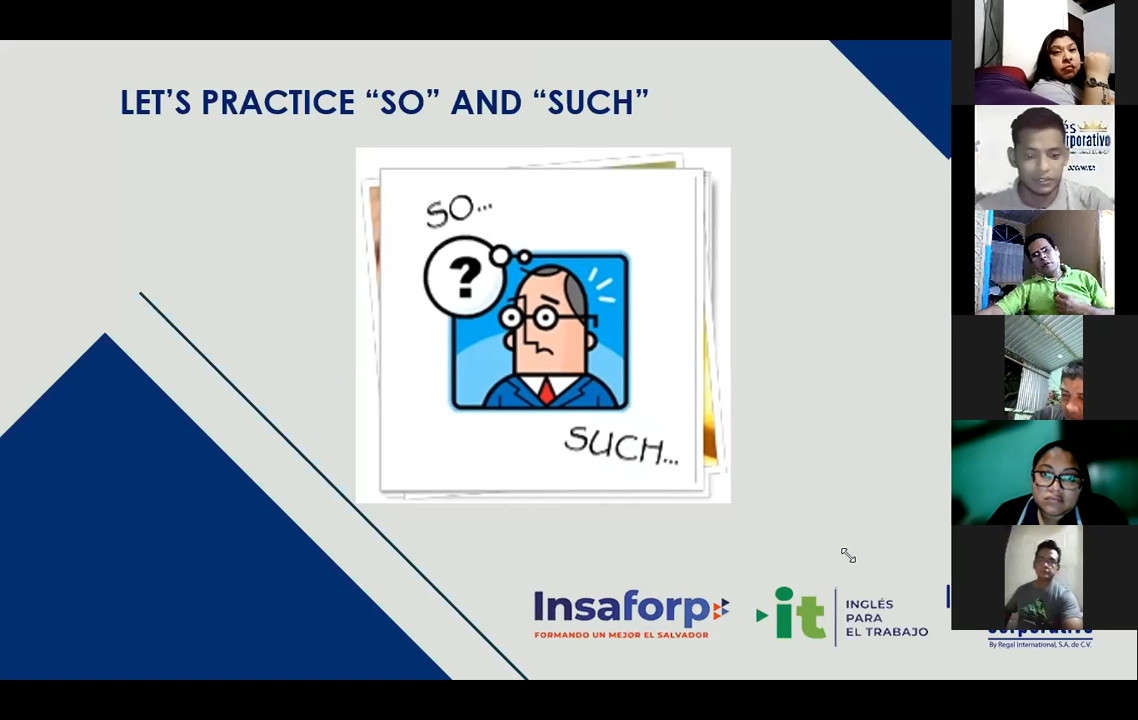 LET'S PRACTICE “SO” AND “SUCH”
SO...
?
SUCH...
Insaforp
FORMANDO UN MEJOR EL SALVADOR
it
INGLÉS
PARA
EL TRABAJO
By Regal International, S.A. de C.V.